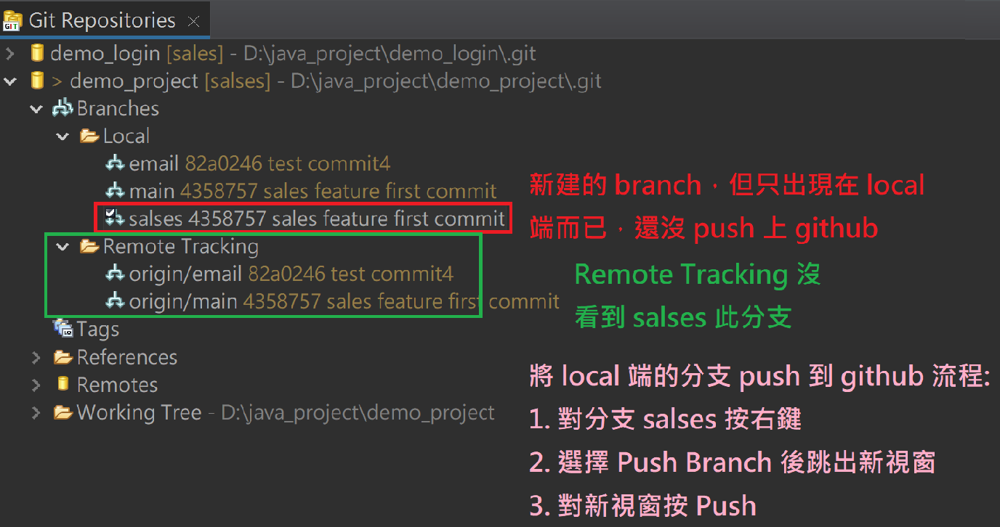 Git Repositories
demo_login [sales] - D:\java_project\demo_login\.git
> demo_project [salses] - D:\java_project\demo_project\.git
Branches
Local
email 82a0246 test commit4
main 4358757 sales feature first commit
salses 4358757 sales feature first commit
Remote Tracking
origin/email 82a0246 test commit4
origin/main 4358757 sales feature first commit
Tags
References
Remotes
Working Tree - D:\java_project\demo_project
新建的 branch，但只出現在 local
端而已，還沒 push 上 github
Remote Tracking 沒
看到 salses 此分支
將 local 端的分支 push 到 github 流程:
1. 對分支 salses 按右鍵
2. 選擇 Push Branch 後跳出新視窗
3. 對新視窗按 Push